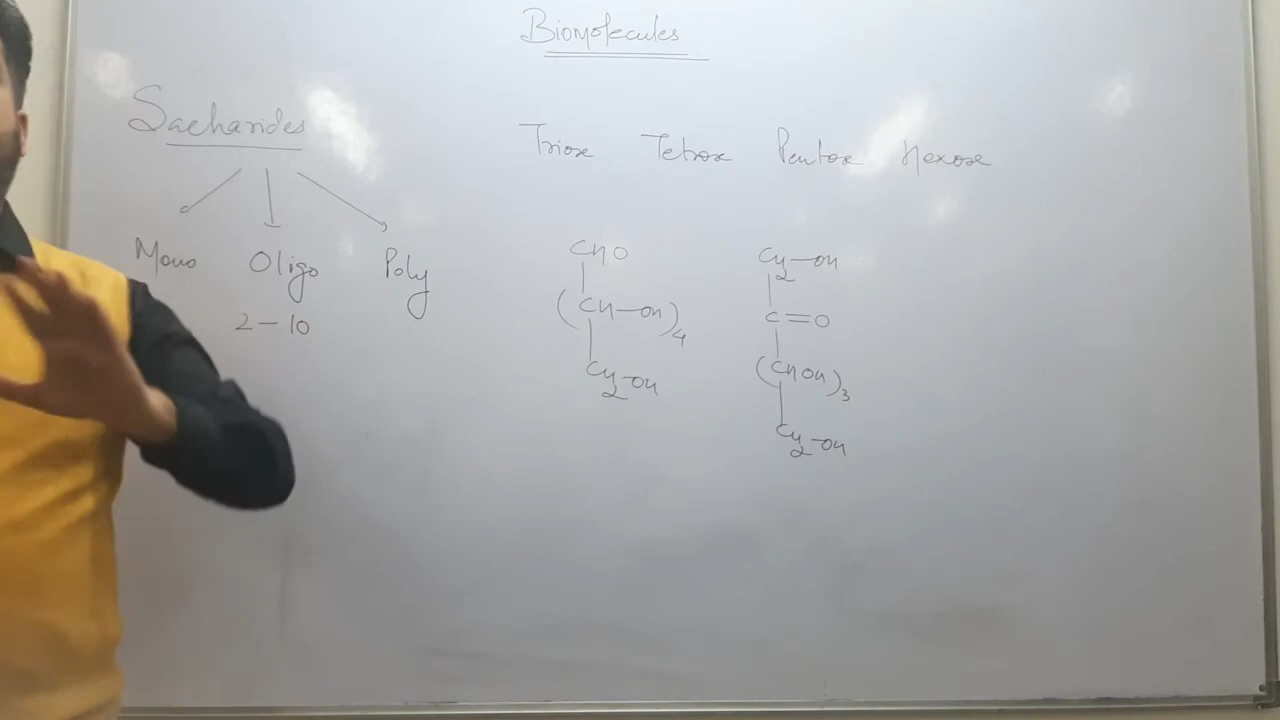 Biomolecules
Sacharides
Mono Oligo Poly
2-10
Triose Tetrose Pentose Hexose
CHO
(CH-OH)4
CH2-OH
CH2-OH
C=O
(CHOH)3
CH2-OH